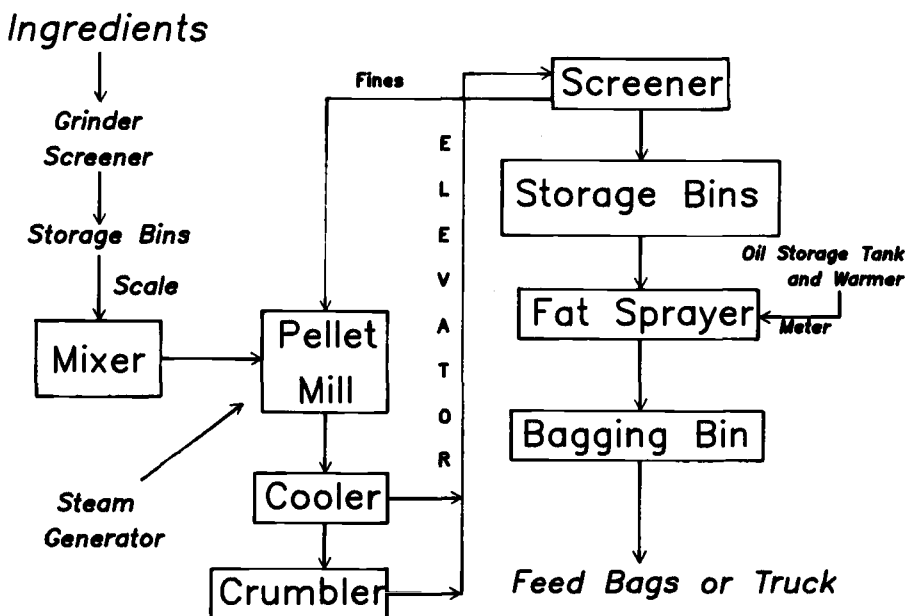 Ingredients
Grinder
Screener
Storage Bins
Scale
Mixer
Steam
Generator
Pellet
Mill
Cooler
Crumbler
Fines
ELEVATOR
Screener
Storage Bins
Oil Storage Tank
and Warmer
Meter
Fat Sprayer
Bagging Bin
Feed Bags or Truck